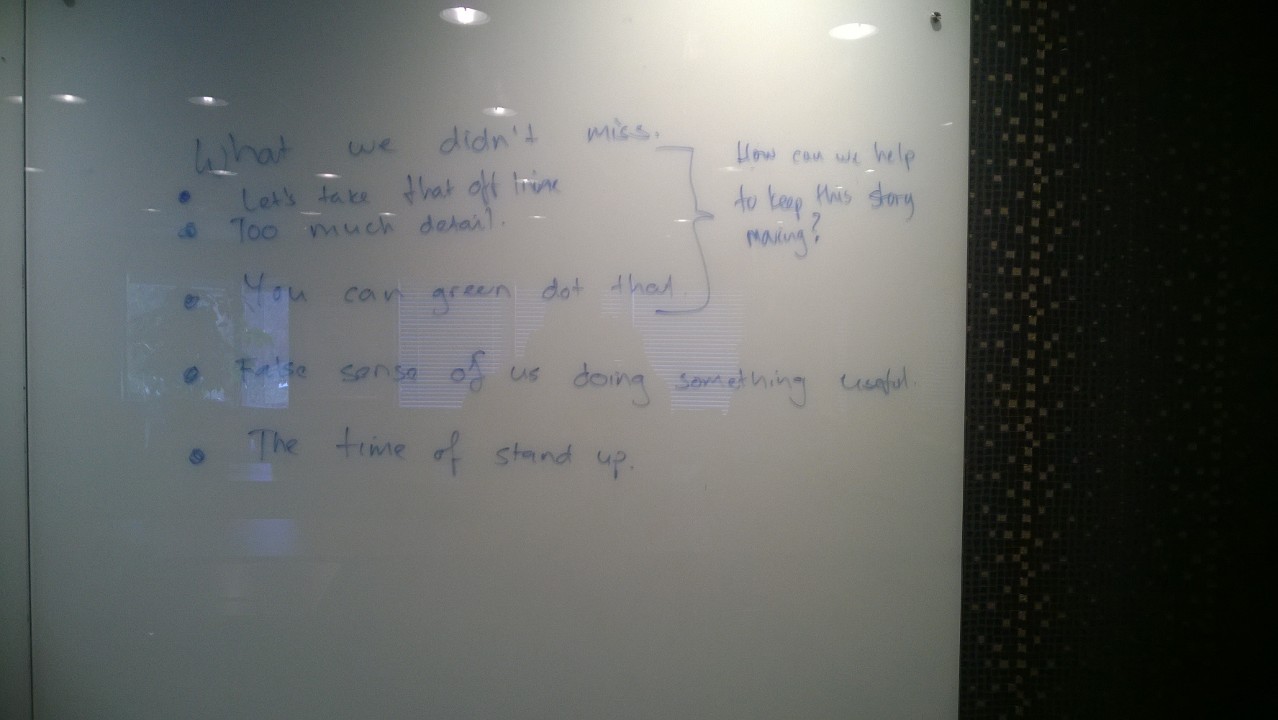 What we didn't miss.
• Let's take that off line
• Too much detail.
• You can green dot that.
• False sense of us doing something useful.
• The time of stand up.
How can we help
to keep this story
moving?